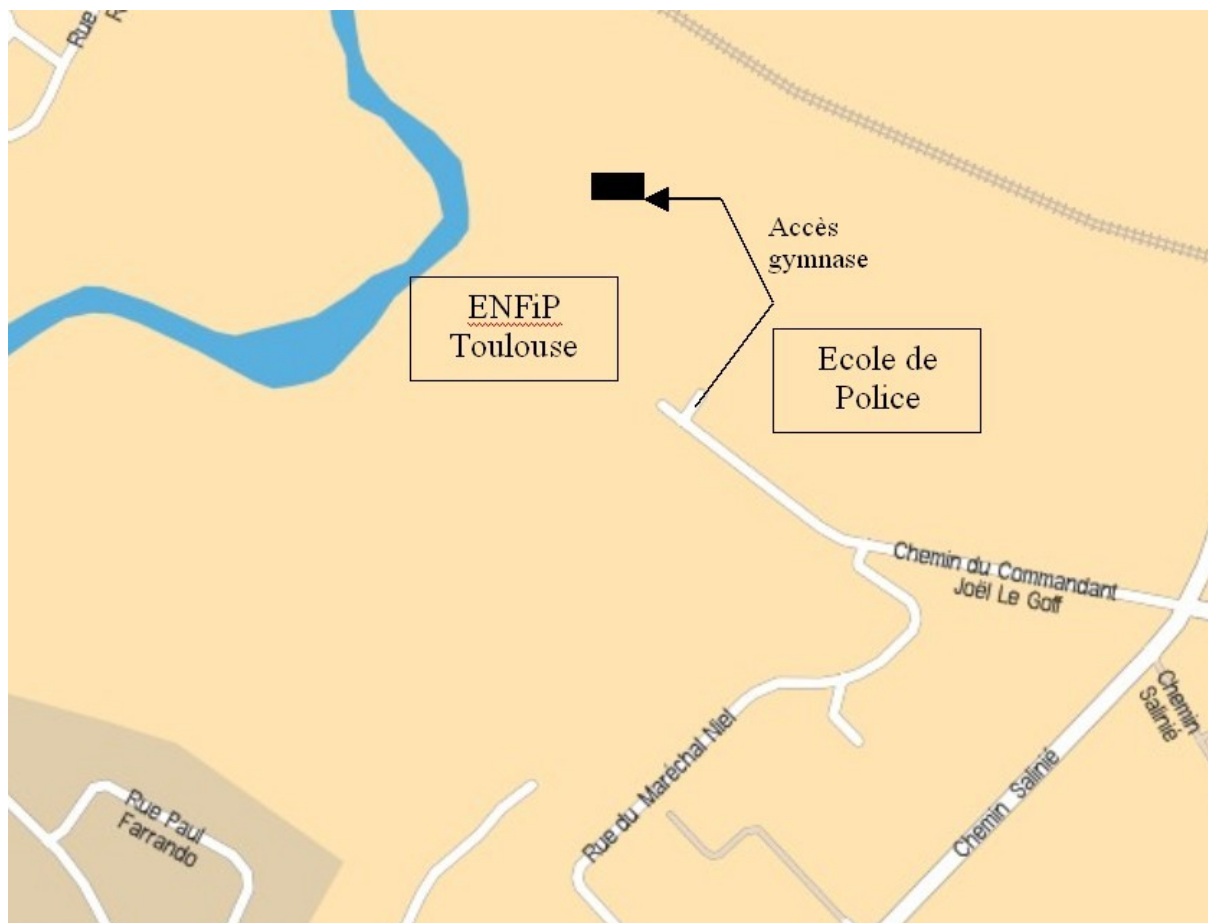 Rue
R
Accès
gymnase
ENFiP
Toulouse
Ecole de
Police
Chemin du Commandant
Joël Le Goff
Chemin
Salinié
Rue du Maréchal Niel
Chemin Salinié
Rue Paul
Farrando